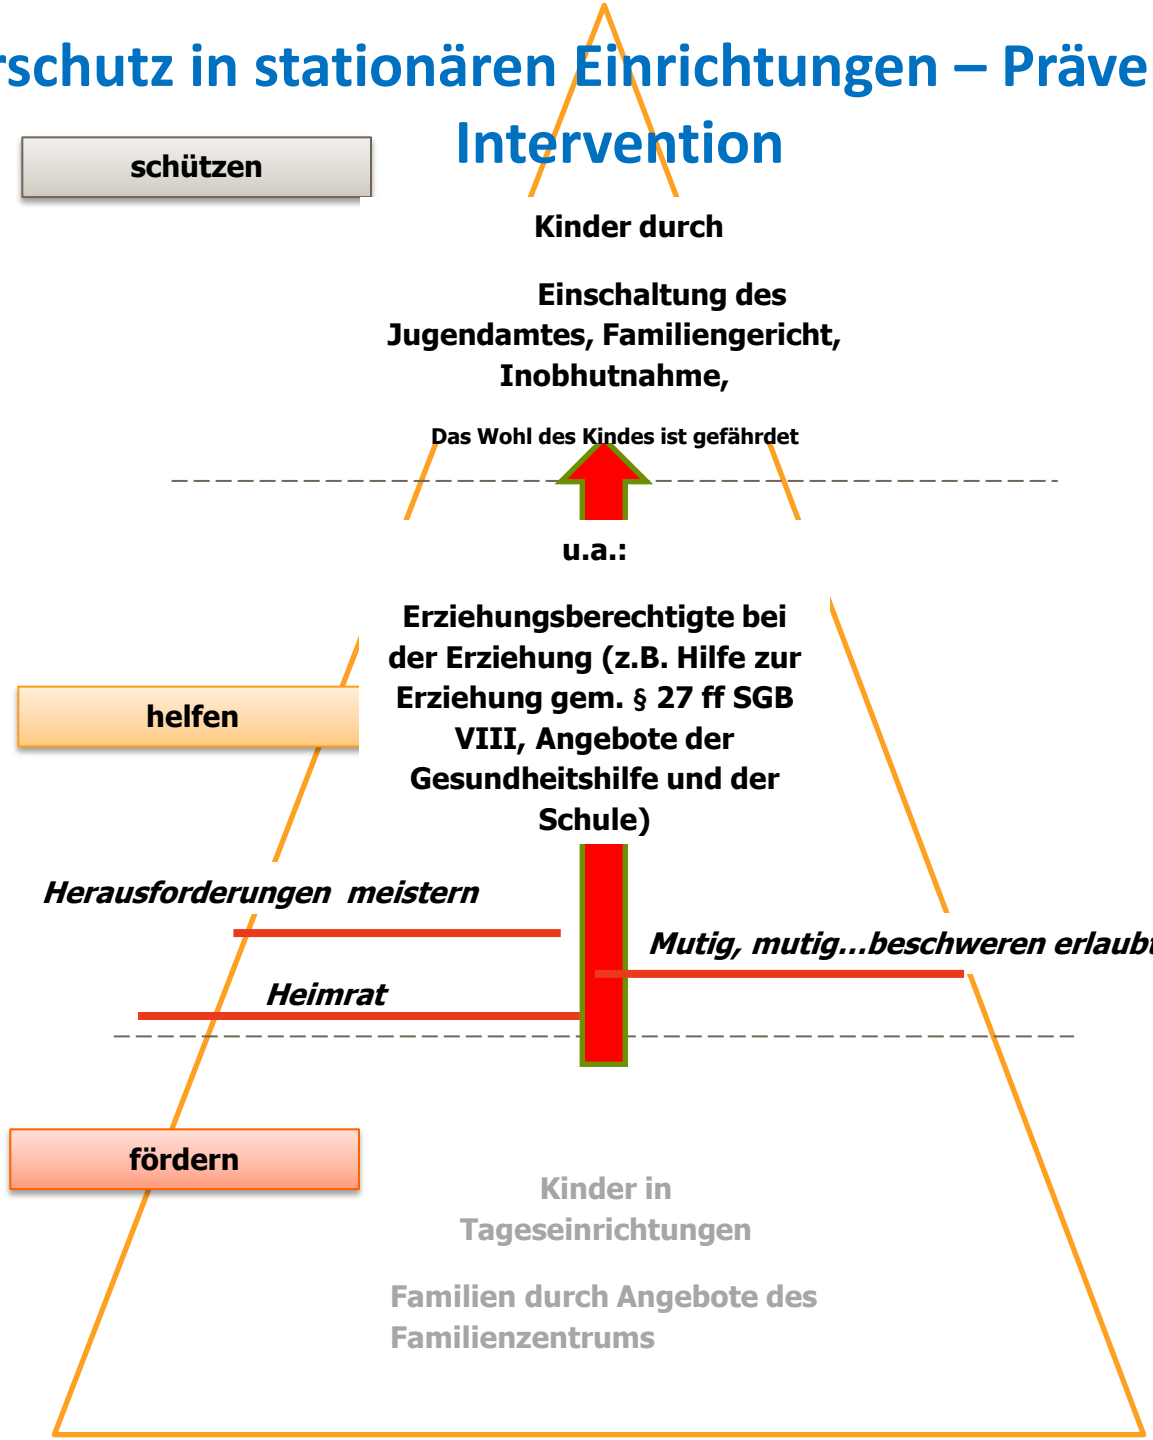 rschutz in stationären Einrichtungen – Präve
Intervention
schützen
Kinder durch
Einschaltung des
Jugendamtes, Familiengericht,
Inobhutnahme,
Das Wohl des Kindes ist gefährdet
u.a.:
Erziehungsberechtigte bei
der Erziehung (z.B. Hilfe zur
Erziehung gem. § 27 ff SGB
VIII, Angebote der
Gesundheitshilfe und der
Schule)
helfen
Herausforderungen meistern
Mutig, mutig...beschweren erlaubt
Heimrat
fördern
Kinder in
Tageseinrichtungen
Familien durch Angebote des
Familienzentrums